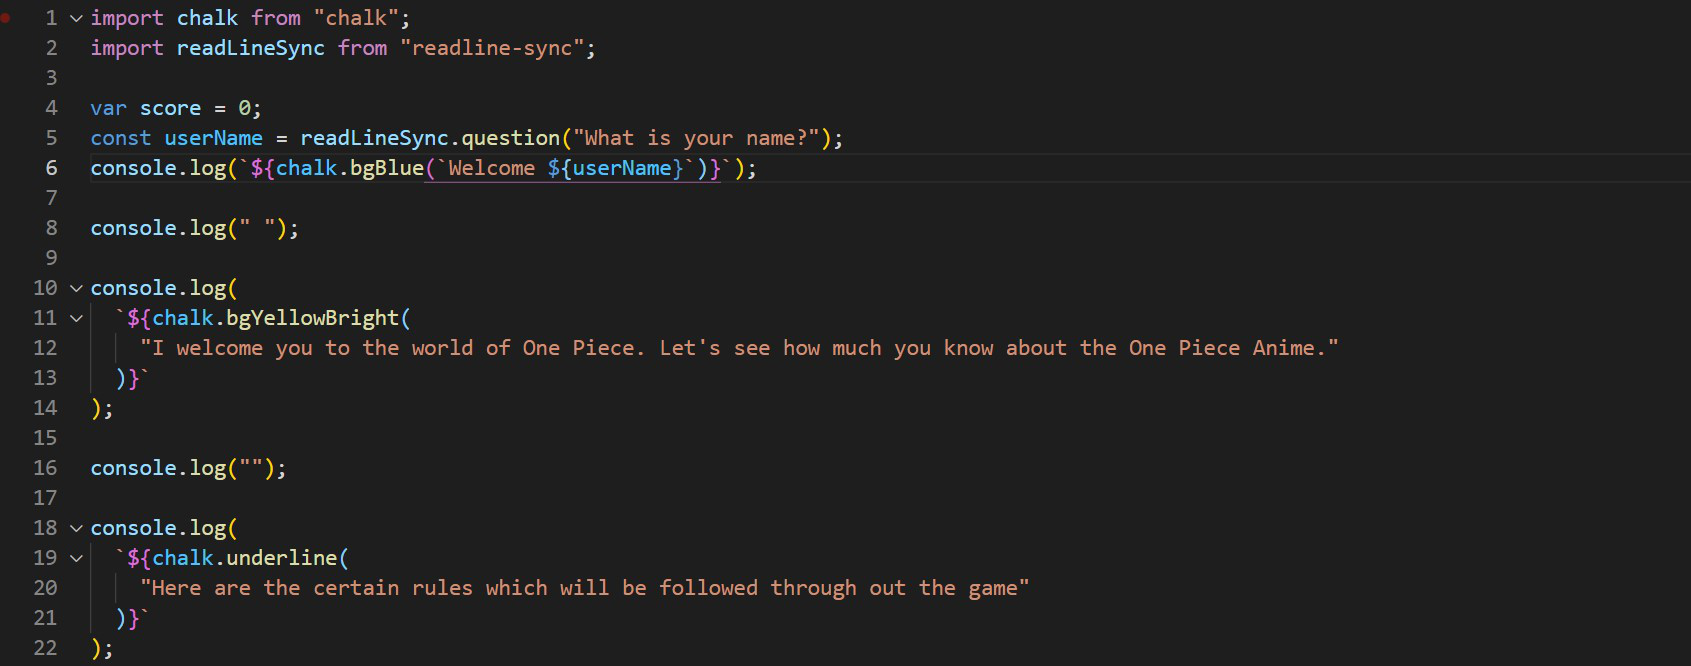 1 import chalk from "chalk";
2 import readLineSync from "readline-sync";
3
4 var score = 0;
5 const userName = readLineSync.question("What is your name?");
6 console.log(`${chalk.bgBlue(`Welcome ${userName}`)}`);
7
8 console.log(" ");
9
10 console.log(
11   `${chalk.bgYellowBright(
12     "I welcome you to the world of One Piece. Let's see how much you know about the One Piece Anime."
13   )}`
14 );
15
16 console.log("");
17
18 console.log(
19   `${chalk.underline(
20     "Here are the certain rules which will be followed through out the game"
21   )}`
22 );